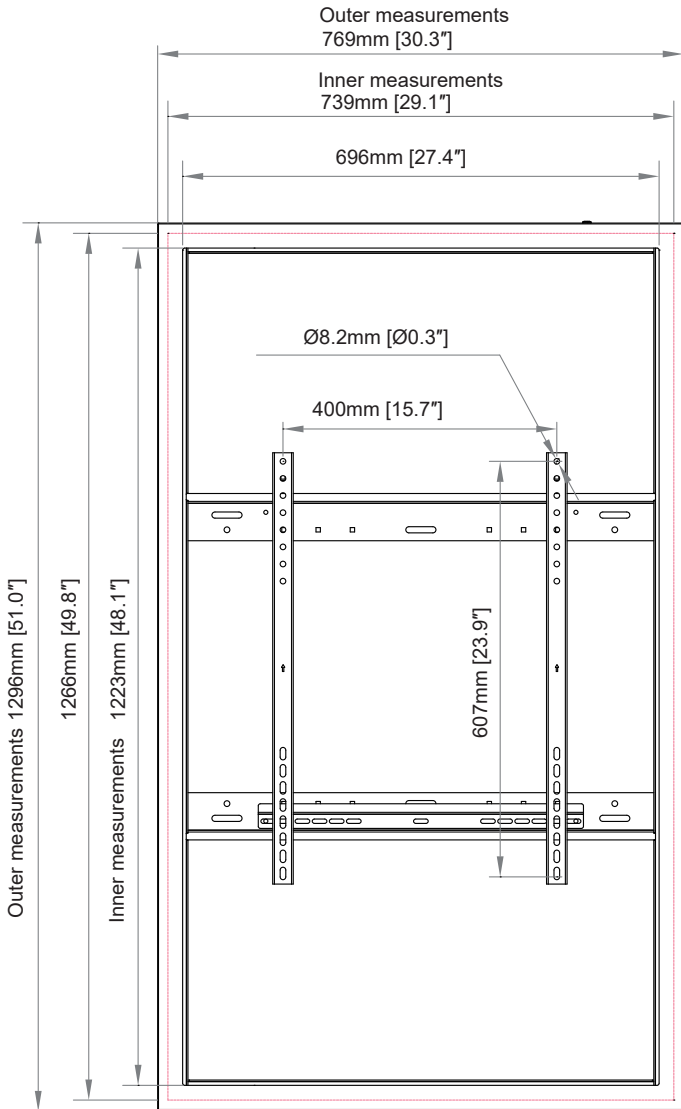 Outer measurements
769mm [30.3″]
Inner measurements
739mm [29.1″]
696mm [27.4″]
Ø8.2mm [Ø0.3″]
400mm [15.7″]
607mm [23.9″]
Outer measurements 1296mm [51.0″]
1266mm [49.8″]
Inner measurements 1223mm [48.1″]